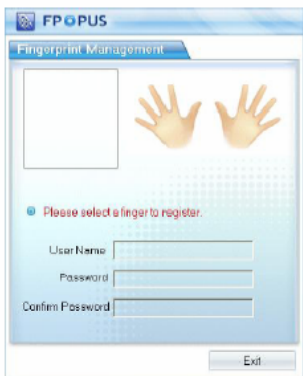 FPOPUS
Fingerprint Management
Please select a finger to register.
User Name
Password
Confirm Password
Exit